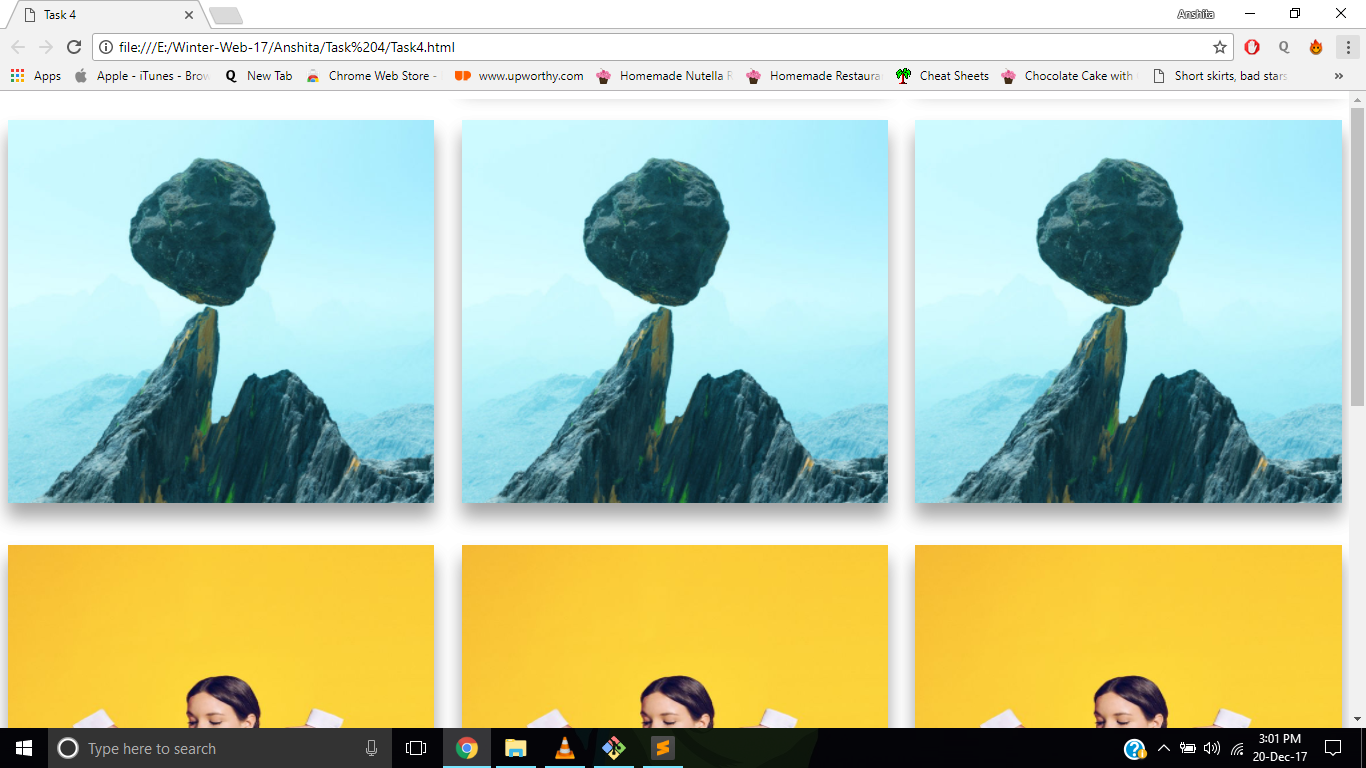 Task 4
Anshita
file:///E:/Winter-Web-17/Anshita/Task%204/Task4.html
Apps
Apple - iTunes - Brow
Q New Tab
Chrome Web Store -
UP www.upworthy.com
Homemade Nutella R
Homemade Restaura
Cheat Sheets
Chocolate Cake with
Short skirts, bad stars
»
Type here to search
3:01 PM
20-Dec-17